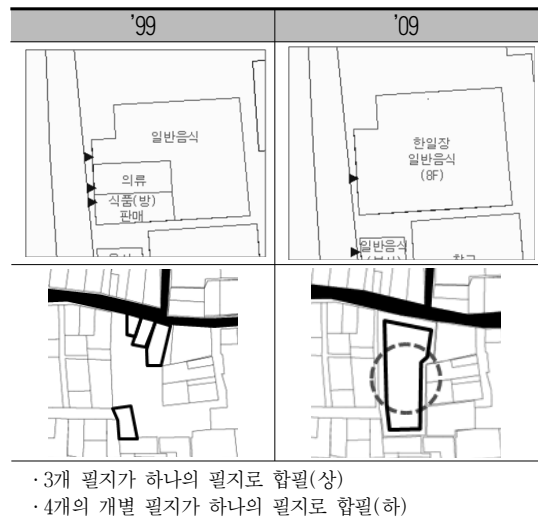 '99
'09
일반음식
의류
식품(방)
판매
한일장
일반음식
(8F)
일반음식
창고
· 3개 필지가 하나의 필지로 합필(상)
· 4개의 개별 필지가 하나의 필지로 합필(하)